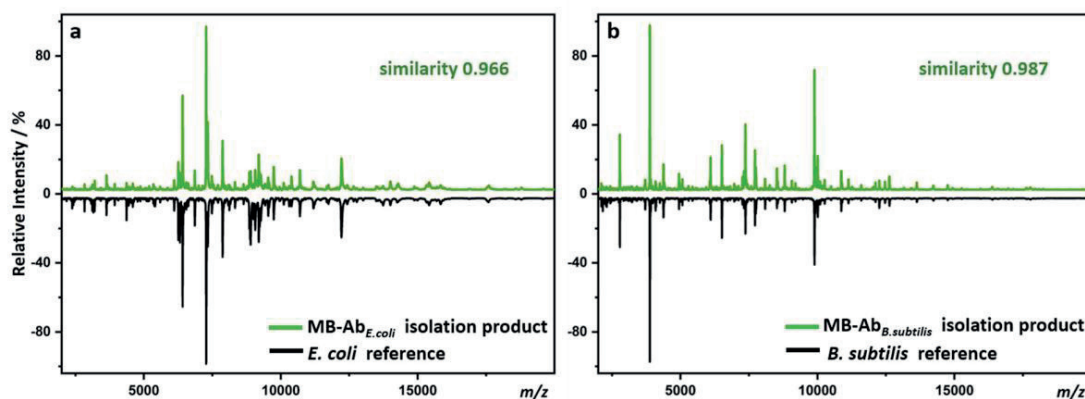 a
similarity 0.966
80
40
0
-40
-80
Relative Intensity / %
MB-AbE.coli isolation product
E. coli reference
5000
10000
15000
m/z
b
similarity 0.987
80
40
0
-40
-80
MB-AbB.subtilis isolation product
B. subtilis reference
5000
10000
15000
m/z